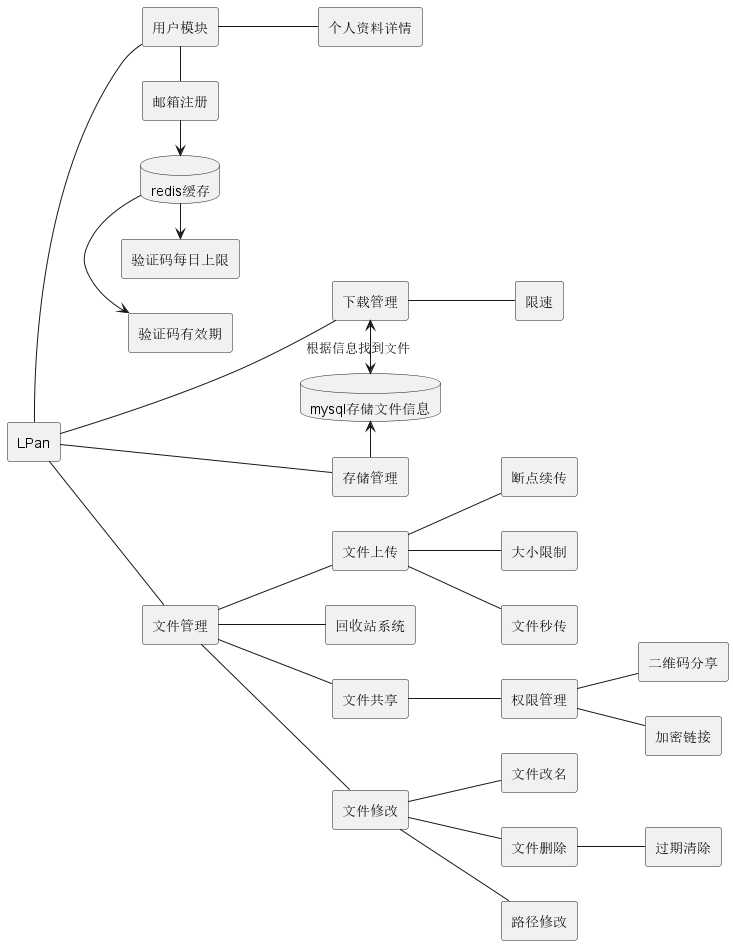 用户模块
个人资料详情
邮箱注册
redis缓存
验证码每日上限
下载管理
限速
验证码有效期
根据信息找到文件
mysql存储文件信息
LPan
存储管理
断点续传
文件上传
大小限制
文件管理
回收站系统
文件秒传
二维码分享
文件共享
权限管理
加密链接
文件改名
文件修改
文件删除
过期清除
路径修改